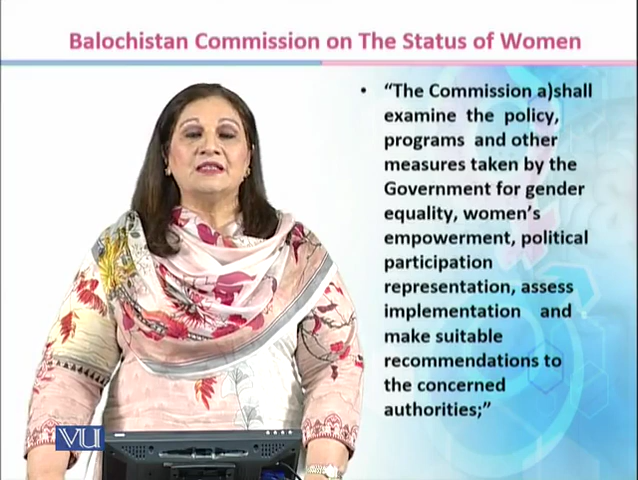 Balochistan Commission on The Status of Women
• “The Commission a)shall
examine the policy,
programs and other
measures taken by the
Government for gender
equality, women’s
empowerment, political
participation
representation, assess
implementation and
make suitable
recommendations to
the concerned
authorities;”
VU